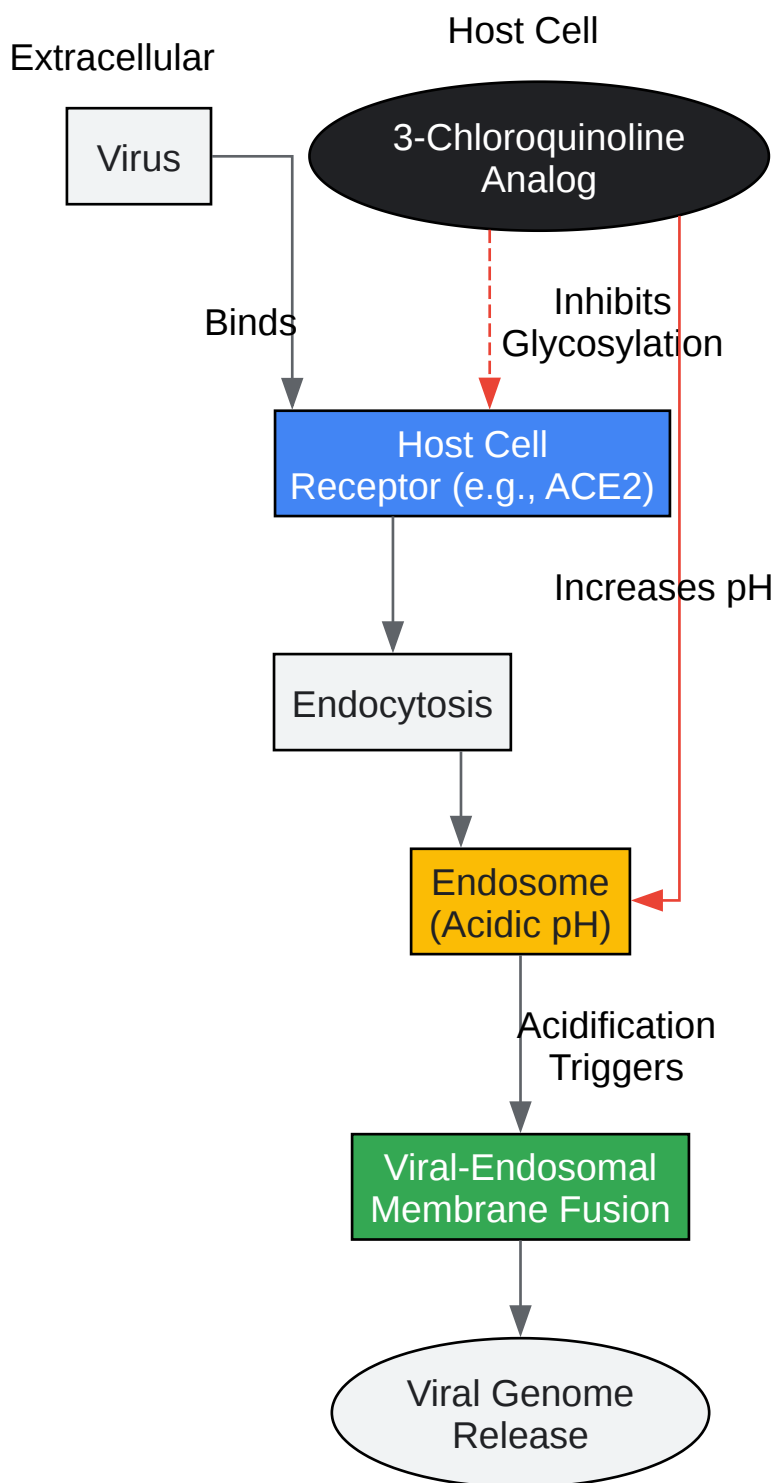 Host Cell
Extracellular
Virus
3-Chloroquinoline
Analog
Inhibits
Glycosylation
Binds
Host Cell
Receptor (e.g., ACE2)
Increases pH
Endocytosis
Endosome
(Acidic pH)
Acidification
Triggers
Viral-Endosomal
Membrane Fusion
Viral Genome
Release